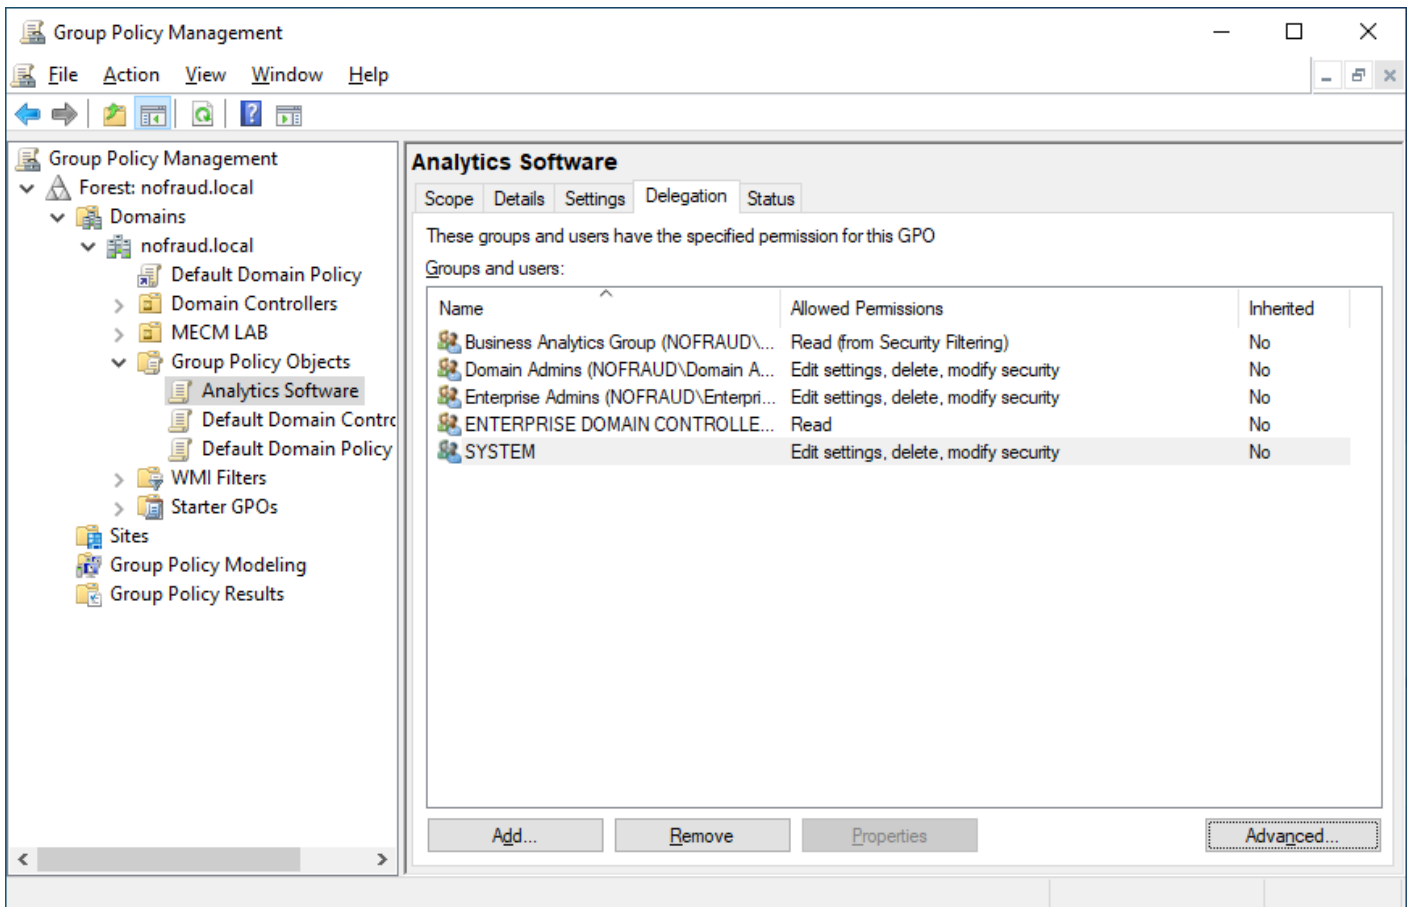 Group Policy Management
File Action View Window Help
Group Policy Management
Forest: nofraud.local
Domains
nofraud.local
Default Domain Policy
Domain Controllers
MECM LAB
Group Policy Objects
Analytics Software
Default Domain Contrc
Default Domain Policy
WMI Filters
Starter GPOs
Sites
Group Policy Modeling
Group Policy Results
Analytics Software
Scope Details Settings Delegation Status
These groups and users have the specified permission for this GPO
Groups and users:
Name Allowed Permissions Inherited
Business Analytics Group (NOFRAUD\... Read (from Security Filtering) No
Domain Admins (NOFRAUD\Domain A... Edit settings, delete, modify security No
Enterprise Admins (NOFRAUD\Enterpri... Edit settings, delete, modify security No
ENTERPRISE DOMAIN CONTROLLE... Read No
SYSTEM Edit settings, delete, modify security No
Add... Remove Properties Advanced...